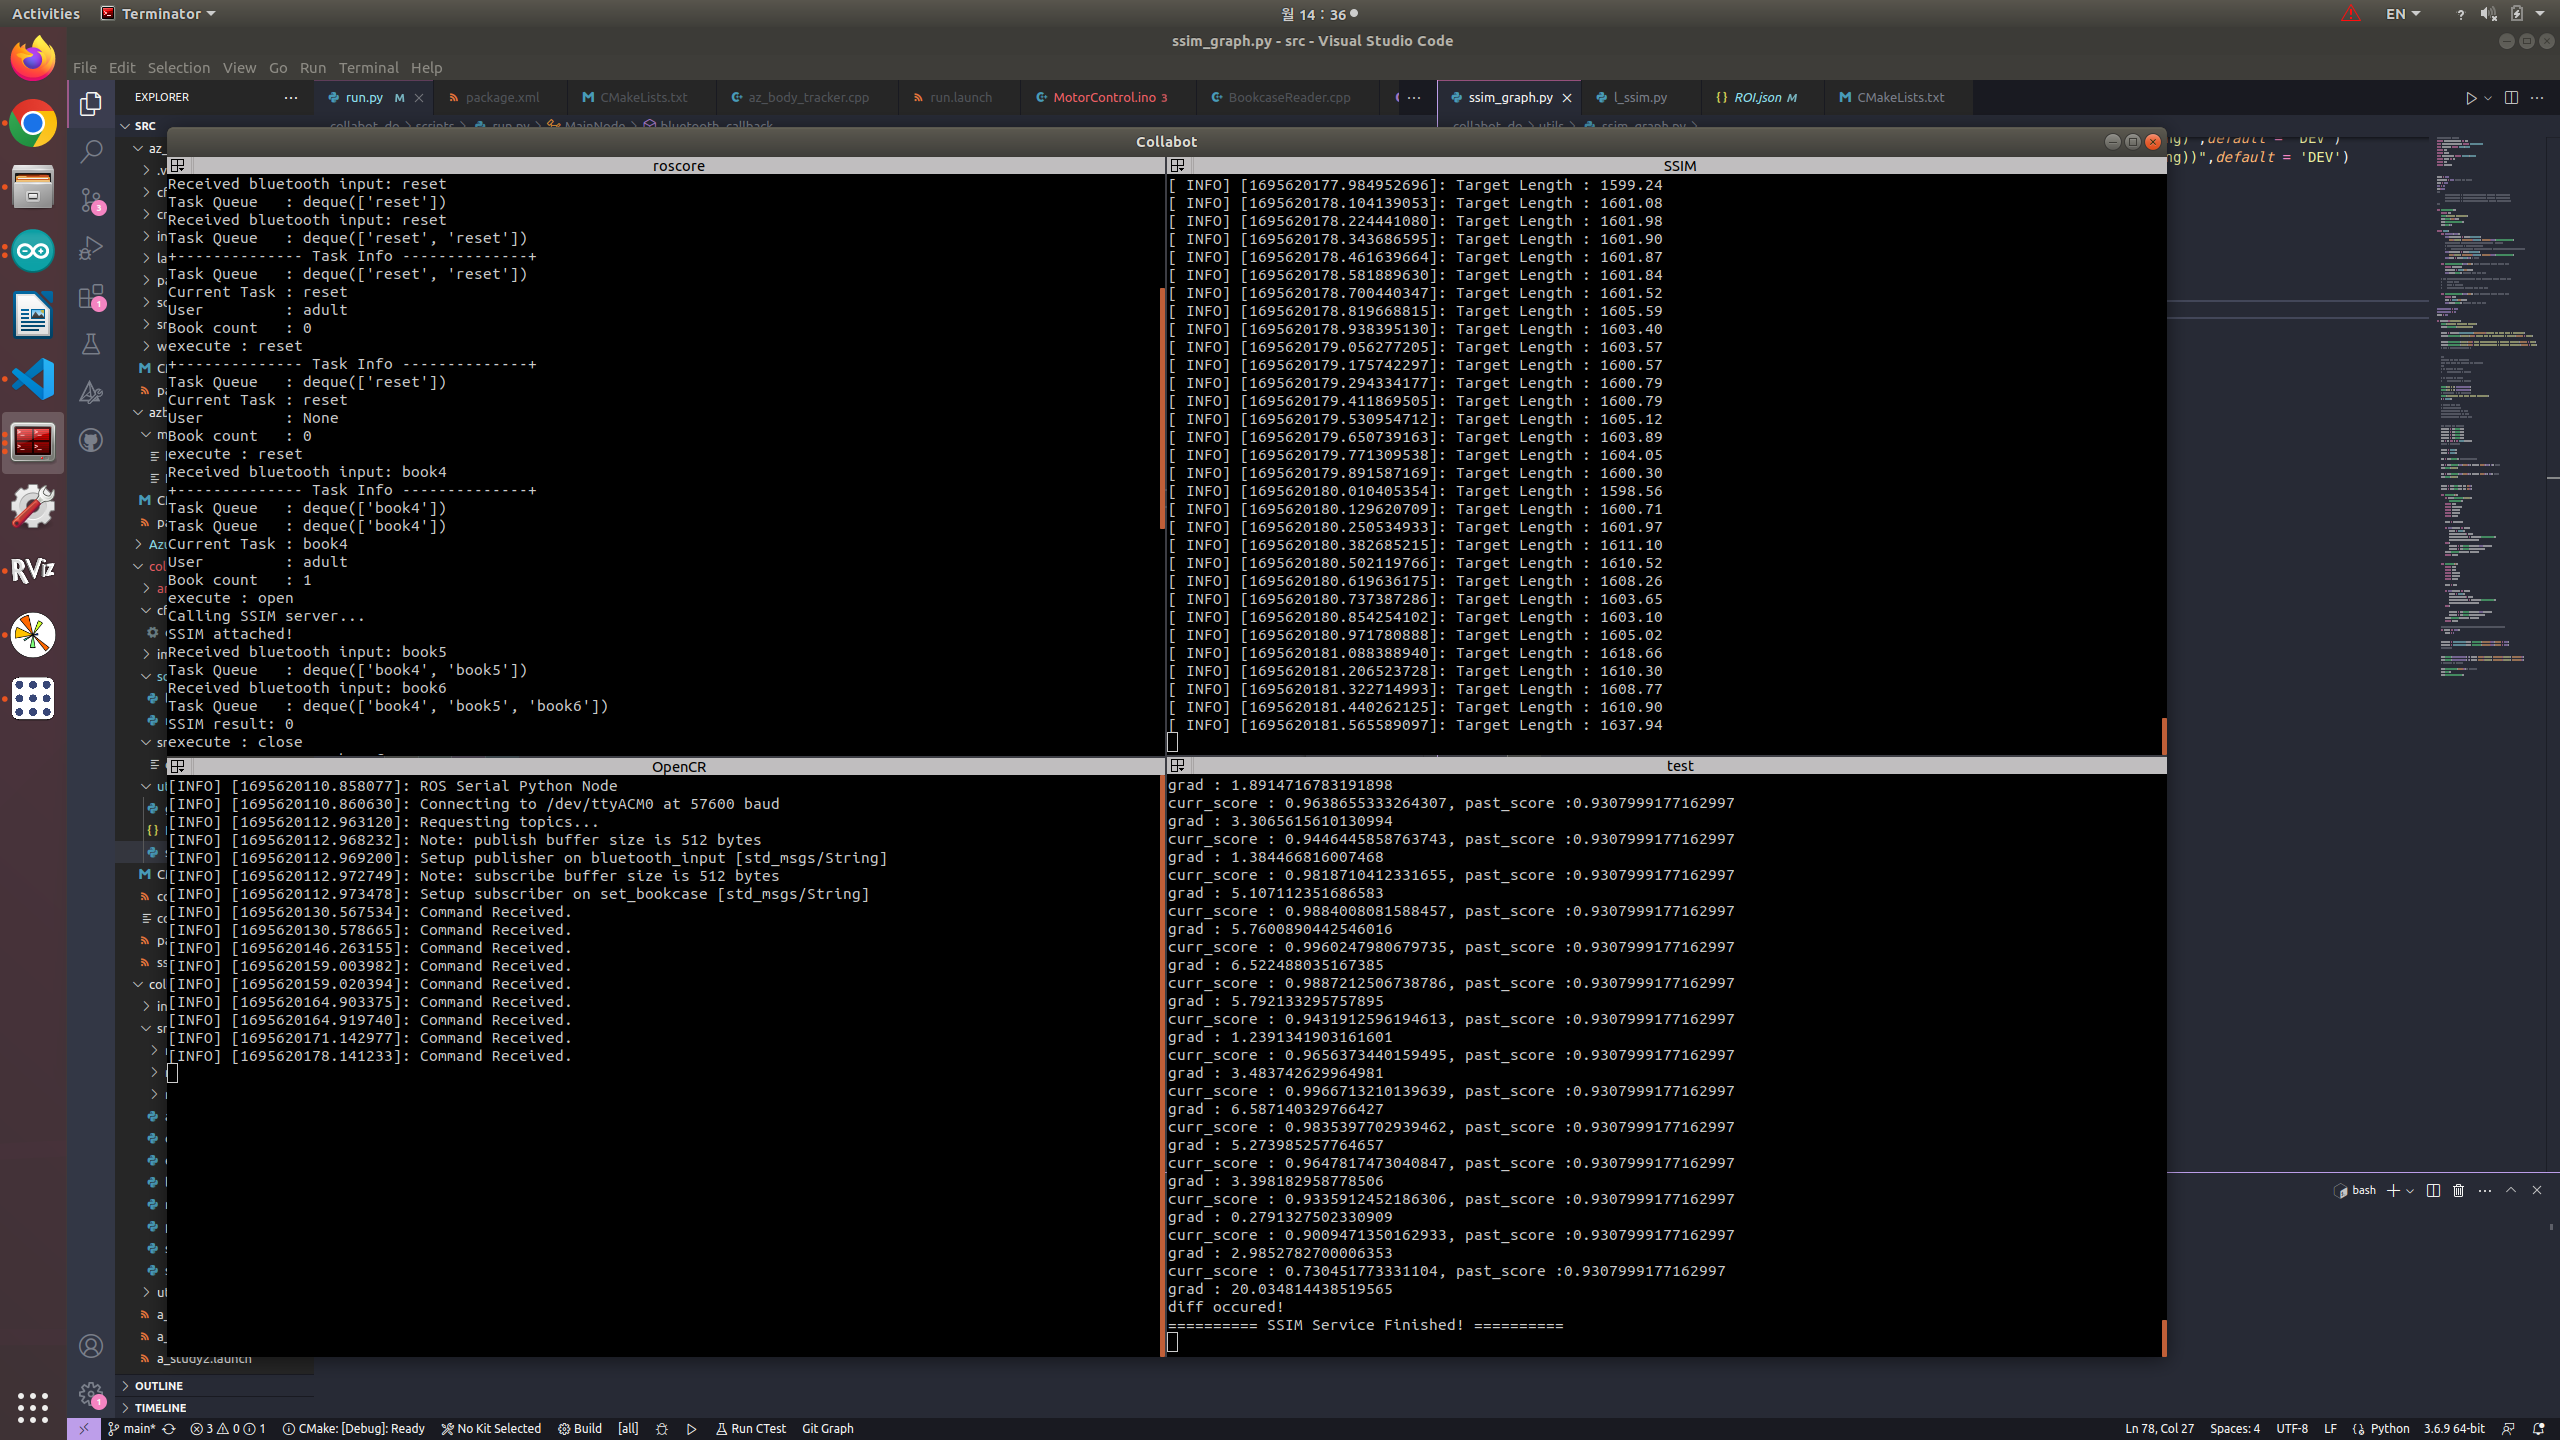 Activities
Terminator
월 14 : 36
EN
ssim_graph.py - src - Visual Studio Code
File Edit Selection View Go Run Terminal Help
EXPLORER
run.py M
package.xml
CMakeLists.txt
az_body_tracker.cpp
run.launch
MotorControl.ino 3
BookcaseReader.cpp
ssim_graph.py
l_ssim.py
ROI.json M
CMakeLists.txt
SRC
Collabot
roscore
Received bluetooth input: reset
Task Queue : deque(['reset'])
Received bluetooth input: reset
Task Queue : deque(['reset', 'reset'])
+-------------- Task Info --------------+
Task Queue : deque(['reset', 'reset'])
Current Task : reset
User : adult
Book count : 0
execute : reset
+-------------- Task Info --------------+
Task Queue : deque(['reset'])
Current Task : reset
User : None
Book count : 0
execute : reset
Received bluetooth input: book4
+-------------- Task Info --------------+
Task Queue : deque(['book4'])
Task Queue : deque(['book4'])
Current Task : book4
User : adult
Book count : 1
execute : open
Calling SSIM server...
SSIM attached!
Received bluetooth input: book5
Task Queue : deque(['book4', 'book5'])
Received bluetooth input: book6
Task Queue : deque(['book4', 'book5', 'book6'])
SSIM result: 0
execute : close
SSIM
[ INFO] [1695620177.984952696]: Target Length : 1599.24
[ INFO] [1695620178.104139053]: Target Length : 1601.08
[ INFO] [1695620178.224441080]: Target Length : 1601.98
[ INFO] [1695620178.343686595]: Target Length : 1601.90
[ INFO] [1695620178.461639664]: Target Length : 1601.87
[ INFO] [1695620178.581889630]: Target Length : 1601.84
[ INFO] [1695620178.700440347]: Target Length : 1601.52
[ INFO] [1695620178.819668815]: Target Length : 1605.59
[ INFO] [1695620178.938395130]: Target Length : 1603.40
[ INFO] [1695620179.056277205]: Target Length : 1603.57
[ INFO] [1695620179.175742297]: Target Length : 1600.57
[ INFO] [1695620179.294334177]: Target Length : 1600.79
[ INFO] [1695620179.411869505]: Target Length : 1600.79
[ INFO] [1695620179.530954712]: Target Length : 1605.12
[ INFO] [1695620179.650739163]: Target Length : 1603.89
[ INFO] [1695620179.771309538]: Target Length : 1604.05
[ INFO] [1695620179.891587169]: Target Length : 1600.30
[ INFO] [1695620180.010405354]: Target Length : 1598.56
[ INFO] [1695620180.129620709]: Target Length : 1600.71
[ INFO] [1695620180.250534933]: Target Length : 1601.97
[ INFO] [1695620180.382685215]: Target Length : 1611.10
[ INFO] [1695620180.502119766]: Target Length : 1610.52
[ INFO] [1695620180.619636175]: Target Length : 1608.26
[ INFO] [1695620180.737387286]: Target Length : 1603.65
[ INFO] [1695620180.854254102]: Target Length : 1603.10
[ INFO] [1695620180.971780888]: Target Length : 1605.02
[ INFO] [1695620181.088388940]: Target Length : 1618.66
[ INFO] [1695620181.206523728]: Target Length : 1610.30
[ INFO] [1695620181.322714993]: Target Length : 1608.77
[ INFO] [1695620181.440262125]: Target Length : 1610.90
[ INFO] [1695620181.565589097]: Target Length : 1637.94
ng))",default = 'DEV')
OpenCR
[INFO] [1695620110.858077]: ROS Serial Python Node
[INFO] [1695620110.860630]: Connecting to /dev/ttyACM0 at 57600 baud
[INFO] [1695620112.963120]: Requesting topics...
[INFO] [1695620112.968232]: Note: publish buffer size is 512 bytes
[INFO] [1695620112.969200]: Setup publisher on bluetooth_input [std_msgs/String]
[INFO] [1695620112.972749]: Note: subscribe buffer size is 512 bytes
[INFO] [1695620112.973478]: Setup subscriber on set_bookcase [std_msgs/String]
[INFO] [1695620130.567534]: Command Received.
[INFO] [1695620130.578665]: Command Received.
[INFO] [1695620146.263155]: Command Received.
[INFO] [1695620159.003982]: Command Received.
[INFO] [1695620159.020394]: Command Received.
[INFO] [1695620164.903375]: Command Received.
[INFO] [1695620164.919740]: Command Received.
[INFO] [1695620171.142977]: Command Received.
[INFO] [1695620178.141233]: Command Received.
test
grad : 1.8914716783191898
curr_score : 0.9638655333264307, past_score :0.9307999177162997
grad : 3.3065615610130994
curr_score : 0.9446445858763743, past_score :0.9307999177162997
grad : 1.384466816007468
curr_score : 0.9818710412331655, past_score :0.9307999177162997
grad : 5.107112351686583
curr_score : 0.9884008081588457, past_score :0.9307999177162997
grad : 5.7600890442546016
curr_score : 0.9960247980679735, past_score :0.9307999177162997
grad : 6.522488035167385
curr_score : 0.9887212506738786, past_score :0.9307999177162997
grad : 5.792133295757895
curr_score : 0.9431912596194613, past_score :0.9307999177162997
grad : 1.2391341903161601
curr_score : 0.9656373440159495, past_score :0.9307999177162997
grad : 3.483742629964981
curr_score : 0.9966713210139639, past_score :0.9307999177162997
grad : 6.587140329766427
curr_score : 0.9835397702939462, past_score :0.9307999177162997
grad : 5.273985257764657
curr_score : 0.9647817473040847, past_score :0.9307999177162997
grad : 3.398182958778506
curr_score : 0.9335912452186306, past_score :0.9307999177162997
grad : 0.2791327502330909
curr_score : 0.9009471350162933, past_score :0.9307999177162997
grad : 2.9852782700006353
curr_score : 0.730451773331104, past_score :0.9307999177162997
grad : 20.034814438519565
diff occured!
========== SSIM Service Finished! ==========
RViz
bash
a_study2.launch
OUTLINE
TIMELINE
main* 3 0 1 CMake: [Debug]: Ready No Kit Selected Build [all] Run CTest Git Graph
Ln 78, Col 27 Spaces: 4 UTF-8 LF Python 3.6.9 64-bit